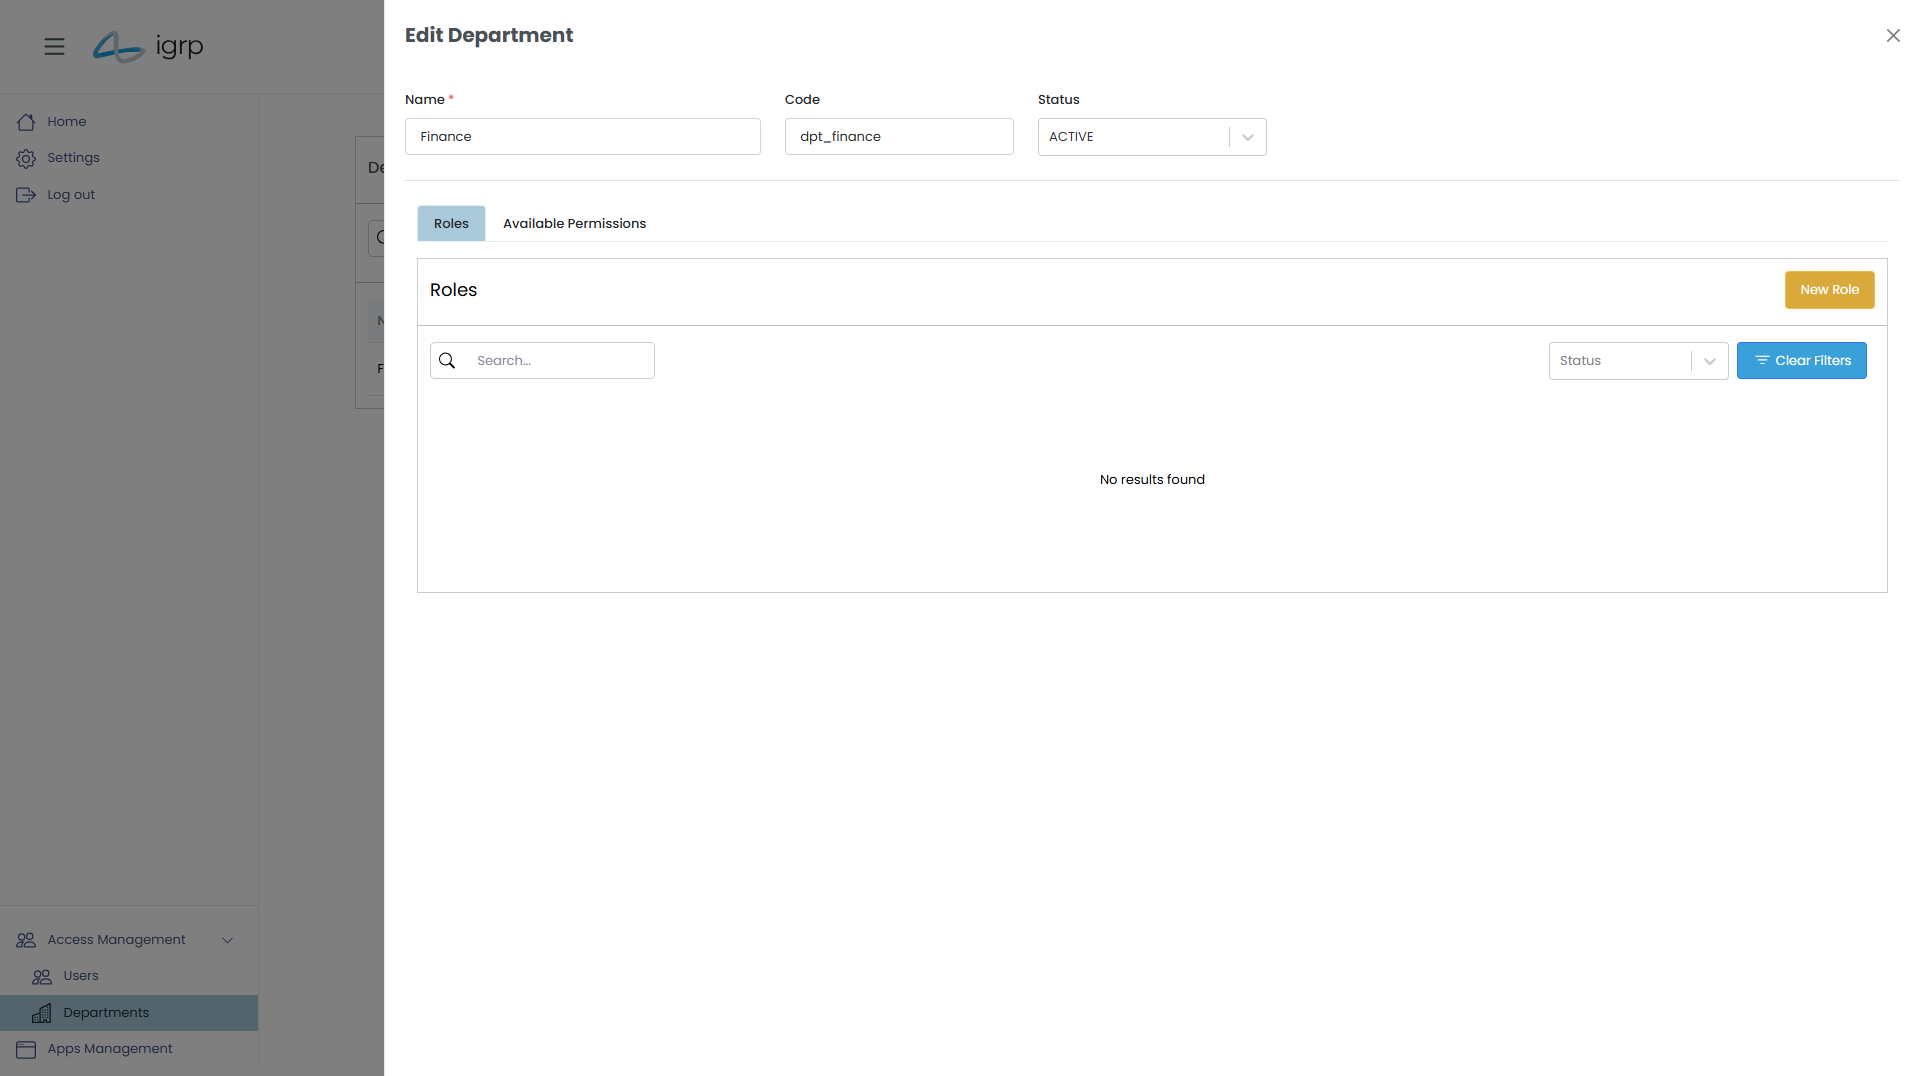 igrp
Edit Department
Home
Settings
Log out
Name *
Code
Status
Finance
dpt_finance
ACTIVE
Roles
Available Permissions
Roles
New Role
Search...
Status
Clear Filters
No results found
Access Management
Users
Departments
Apps Management